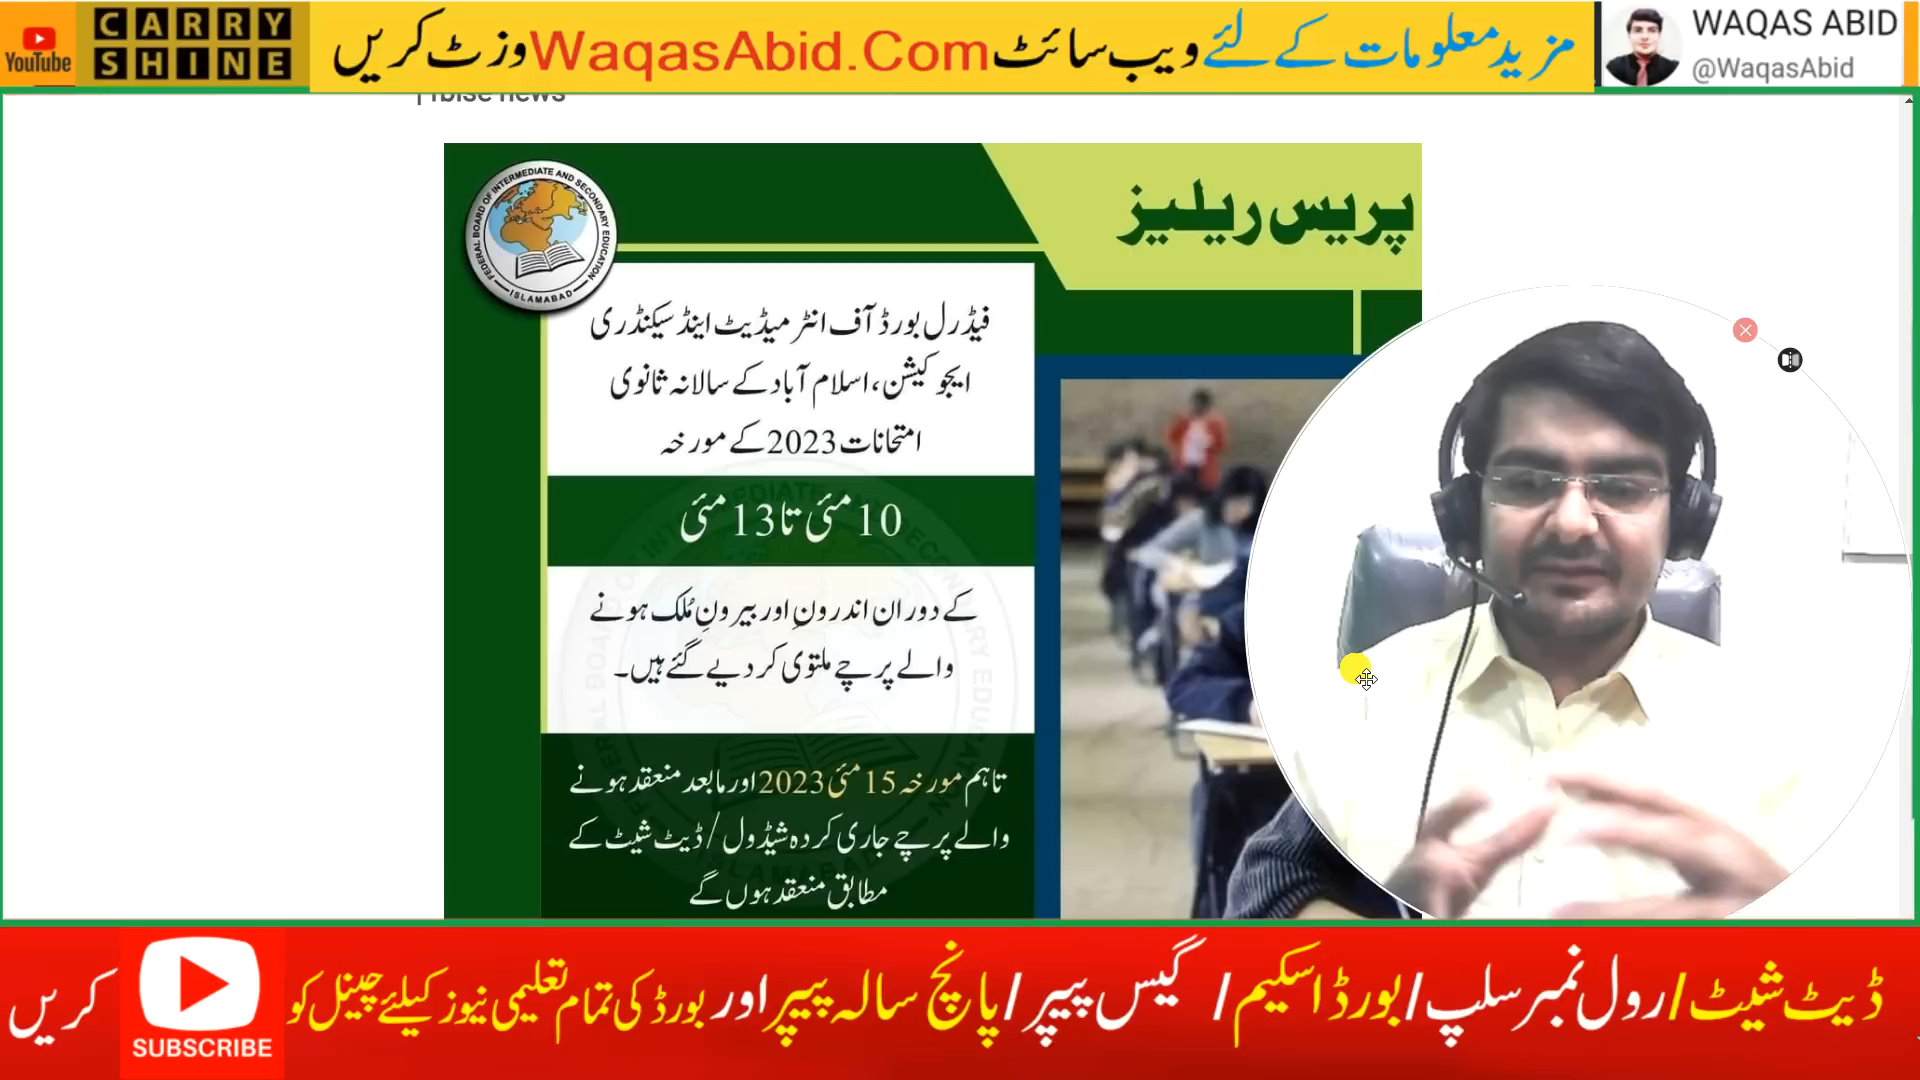 YouTube
CARRY
SHINE
مزید معلومات کے لئے ویب سائٹ WaqasAbid.Com وزٹ کریں
WAQAS ABID
@WaqasAbid
| fbise news
FEDERAL BOARD OF INTERMEDIATE AND SECONDARY EDUCATION
ISLAMABAD
پریس ریلیز
فیڈرل بورڈ آف انٹرمیڈیٹ اینڈ سیکنڈری
ایجوکیشن، اسلام آباد کے سالانہ ثانوی
امتحانات 2023 کے مورخہ
10 مئی تا 13 مئی
کے دوران اندرونِ اور بیرونِ مُلک ہونے
والے پرچے ملتوی کر دیے گئے ہیں۔
تاہم مورخہ 15 مئی 2023 اور مابعد منعقد ہونے
والے پرچے جاری کردہ شیڈول / ڈیٹ شیٹ کے
مطابق منعقد ہوں گے
ڈیٹ شیٹ / رول نمبر سلپ / بورڈ اسکیم / گیس پیپر / پانچ سالہ پیپر اور بورڈ کی تمام تعلیمی نیوز کیلئے چینل کو SUBSCRIBE کریں